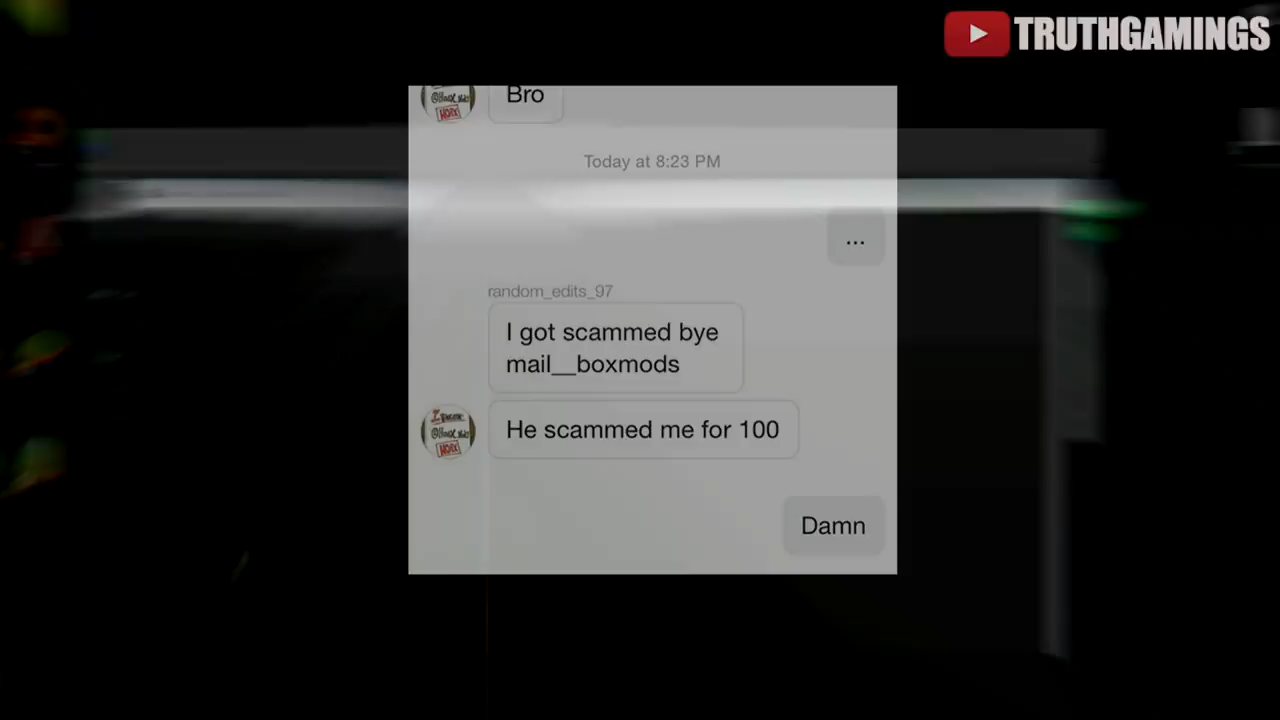 TRUTHGAMINGS
Bro
Today at 8:23 PM
...
random_edits_97
I got scammed bye
mail__boxmods
He scammed me for 100
Damn